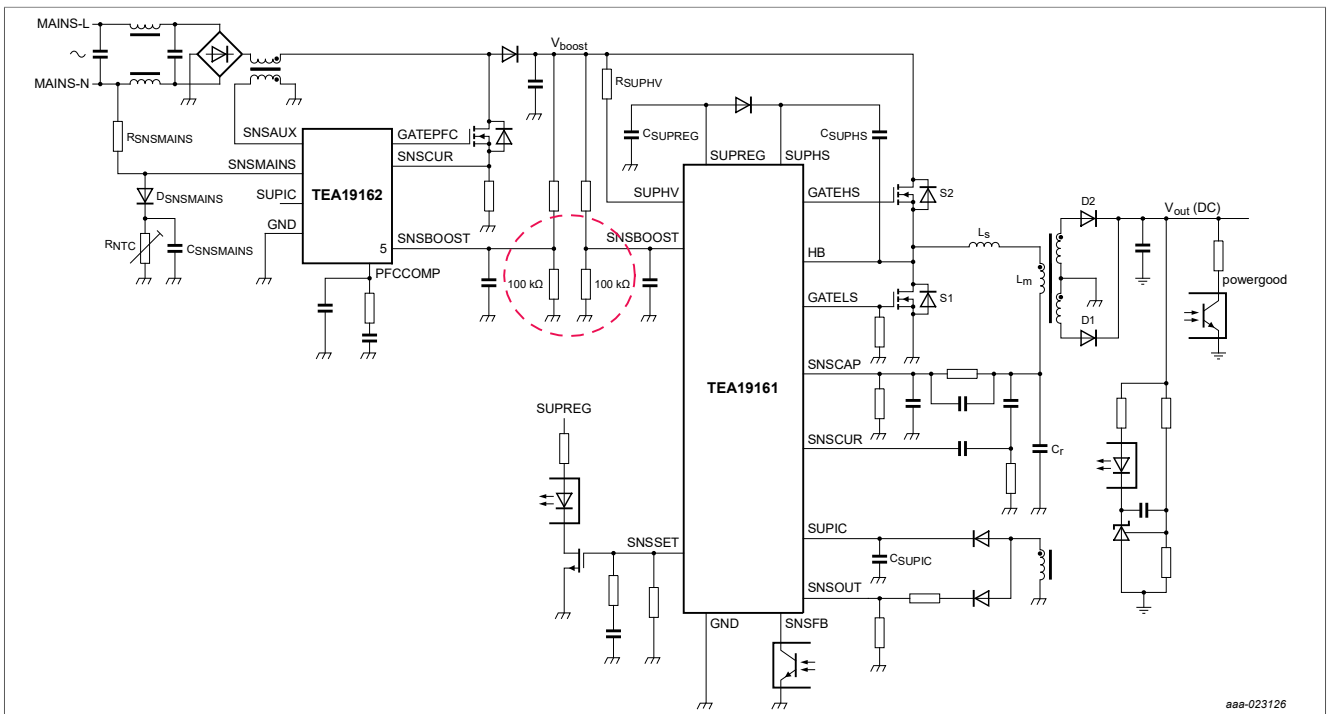 MAINS-L
MAINS-N
Vboost
RSUPHV
CSUPREG
CSUPHS
SUPREG
SUPHS
RSNSMAINS
SNSAUX
GATEPFC
SNSCUR
SNSMAINS
TEA19162
DSNSMAINS
SUPIC
GND
RNTC
CSNSMAINS
5
SNSBOOST
PFCCOMP
100 kΩ
100 kΩ
SNSBOOST
SUPHV
GATEHS
S2
HB
GATELS
S1
Ls
Lm
D2
D1
Vout (DC)
powergood
TEA19161
SNSCAP
SNSCUR
Cr
SUPREG
SNSSET
SUPIC
CSUPIC
SNSOUT
GND
SNSFB
aaa-023126